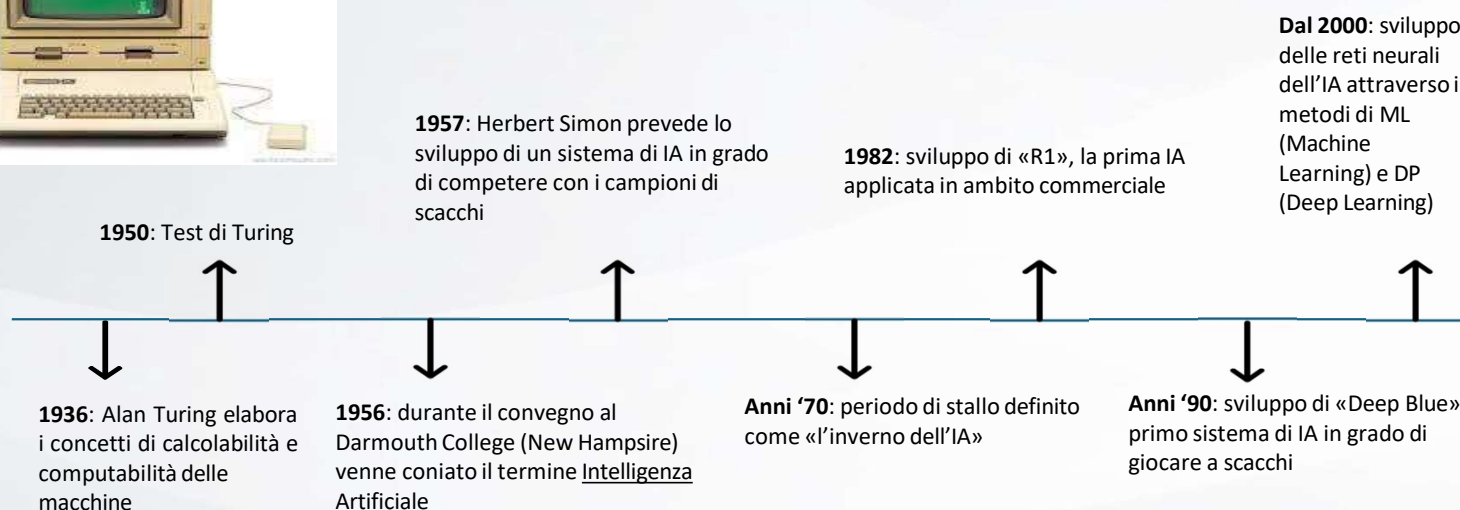 1950: Test di Turing
1957: Herbert Simon prevede lo
sviluppo di un sistema di IA in grado
di competere con i campioni di
scacchi
1982: sviluppo di «R1», la prima IA
applicata in ambito commerciale
Dal 2000: sviluppo
delle reti neurali
dell’IA attraverso i
metodi di ML
(Machine
Learning) e DP
(Deep Learning)
1936: Alan Turing elabora
i concetti di calcolabilità e
computabilità delle
macchine
1956: durante il convegno al
Darmouth College (New Hampsire)
venne coniato il termine Intelligenza
Artificiale
Anni ‘70: periodo di stallo definito
come «l’inverno dell’IA»
Anni ‘90: sviluppo di «Deep Blue»
primo sistema di IA in grado di
giocare a scacchi